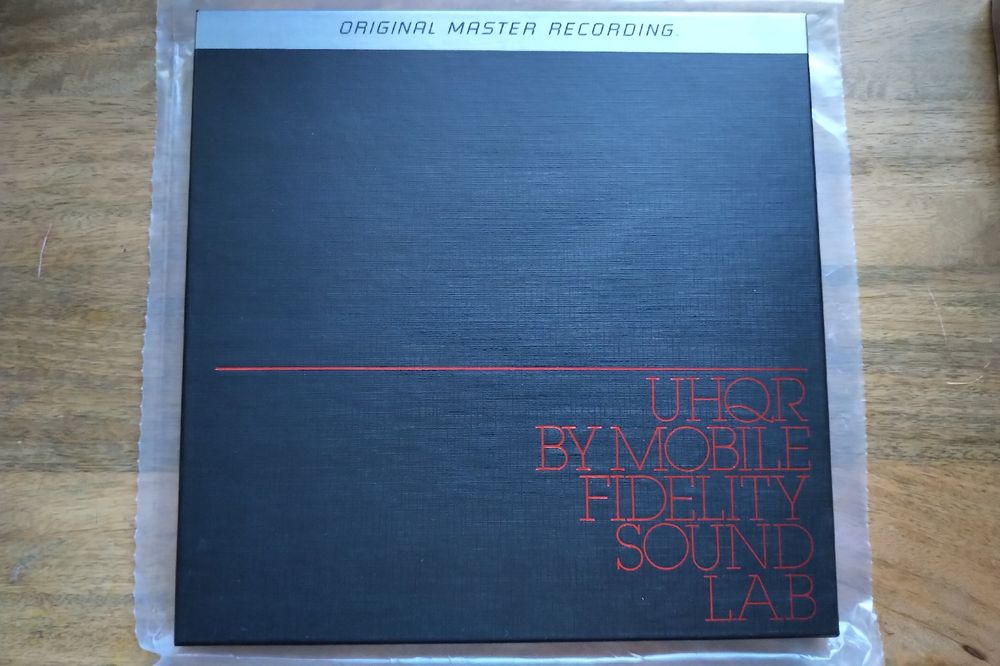 ORIGINAL MASTER RECORDING
UHQR
BY MOBILE
FIDELITY
SOUND
LAB